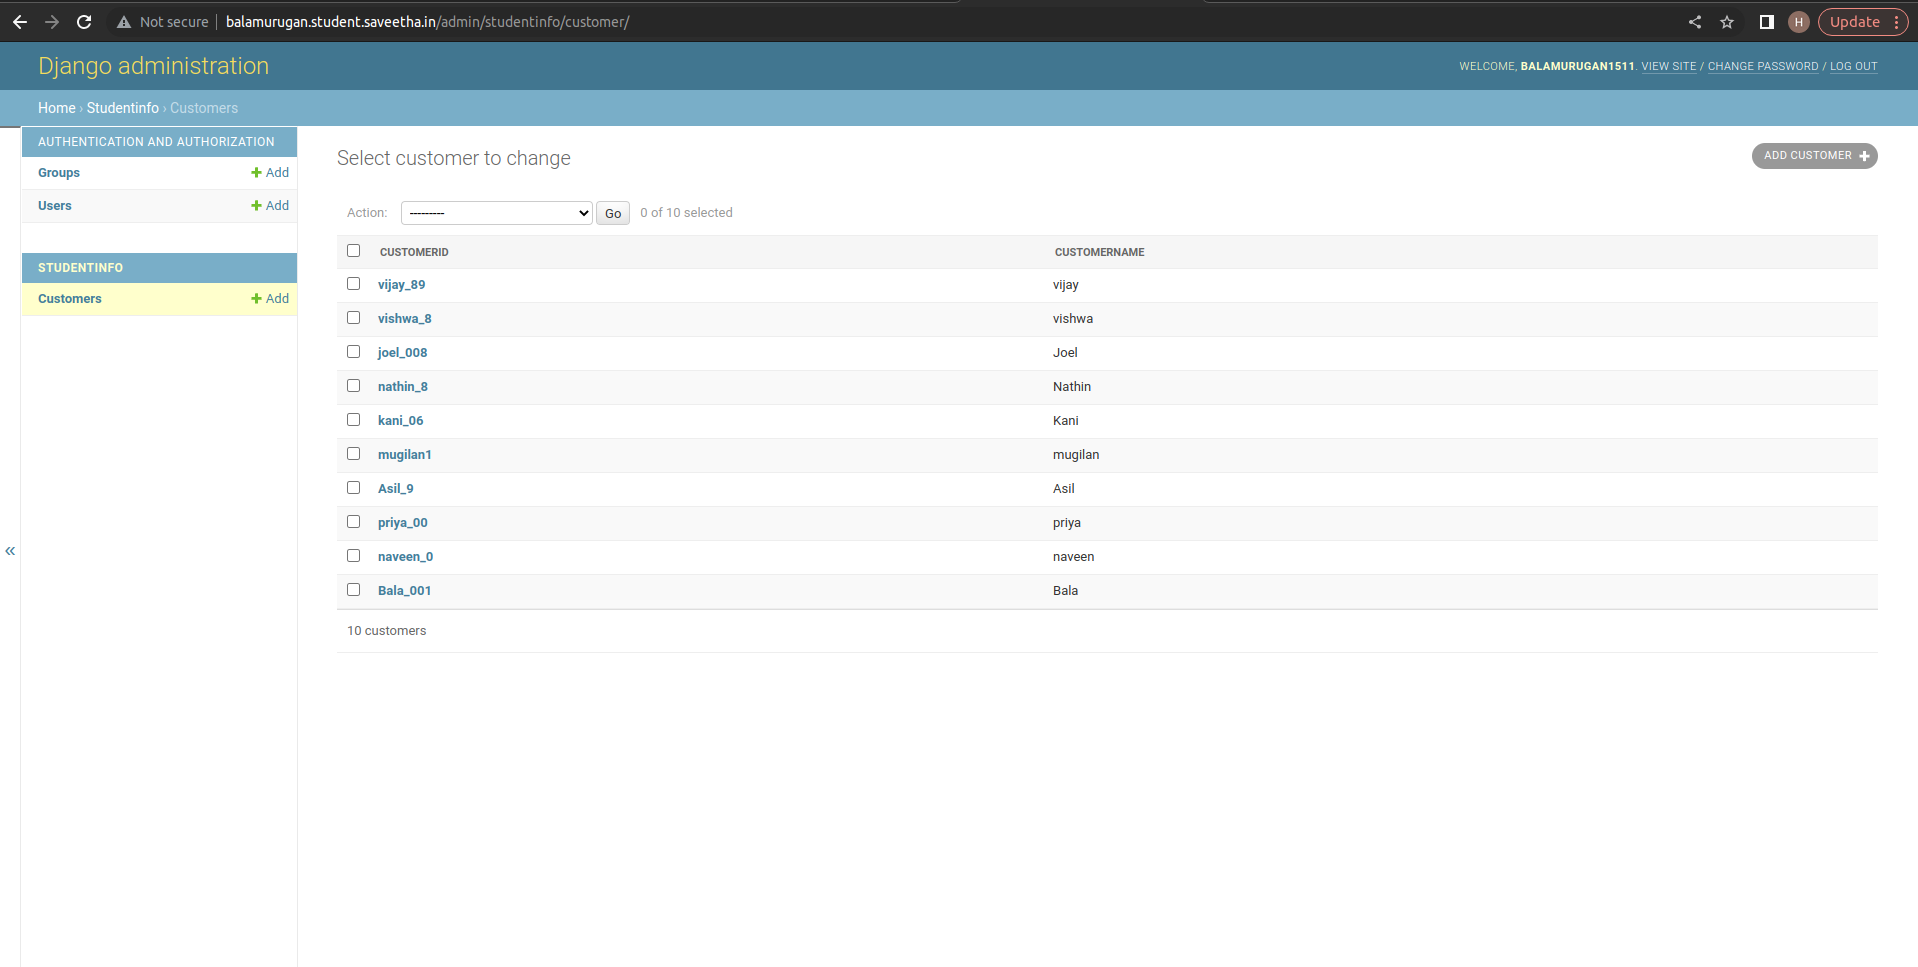 Not secure balamurugan.student.saveetha.in/admin/studentinfo/customer/ H Update
Django administration
WELCOME, BALAMURUGAN1511. VIEW SITE / CHANGE PASSWORD / LOG OUT
Home › Studentinfo › Customers
AUTHENTICATION AND AUTHORIZATION
Groups + Add
Users + Add
STUDENTINFO
Customers + Add
«
Select customer to change
ADD CUSTOMER +
Action: --------- Go 0 of 10 selected
CUSTOMERID CUSTOMERNAME
vijay_89 vijay
vishwa_8 vishwa
joel_008 Joel
nathin_8 Nathin
kani_06 Kani
mugilan1 mugilan
Asil_9 Asil
priya_00 priya
naveen_0 naveen
Bala_001 Bala
10 customers